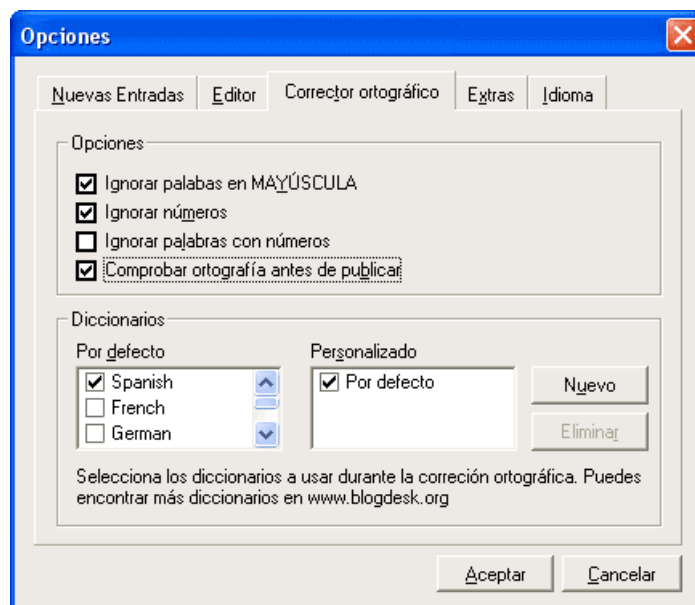 Opciones
Nuevas Entradas Editor Corrector ortográfico Extras Idioma
Opciones
Ignorar palabas en MAYÚSCULA
Ignorar números
Ignorar palabras con números
Comprobar ortografía antes de publicar
Diccionarios
Por defecto Personalizado
Spanish Por defecto Nuevo
French
German Eliminar
Selecciona los diccionarios a usar durante la correción ortográfica. Puedes
encontrar más diccionarios en www.blogdesk.org
Aceptar Cancelar